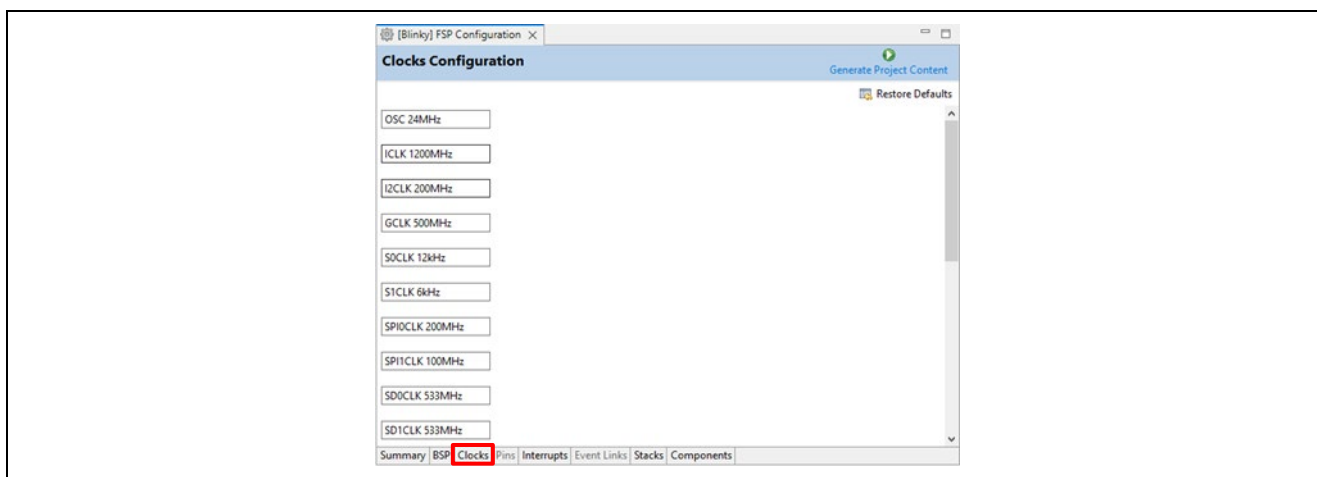 [Blinky] FSP Configuration
Clocks Configuration
Generate Project Content
Restore Defaults
OSC 24MHz
ICLK 1200MHz
I2CLK 200MHz
GCLK 500MHz
S0CLK 12kHz
S1CLK 6kHz
SPI0CLK 200MHz
SPI1CLK 100MHz
SD0CLK 533MHz
SD1CLK 533MHz
Summary BSP Clocks Pins Interrupts Event Links Stacks Components